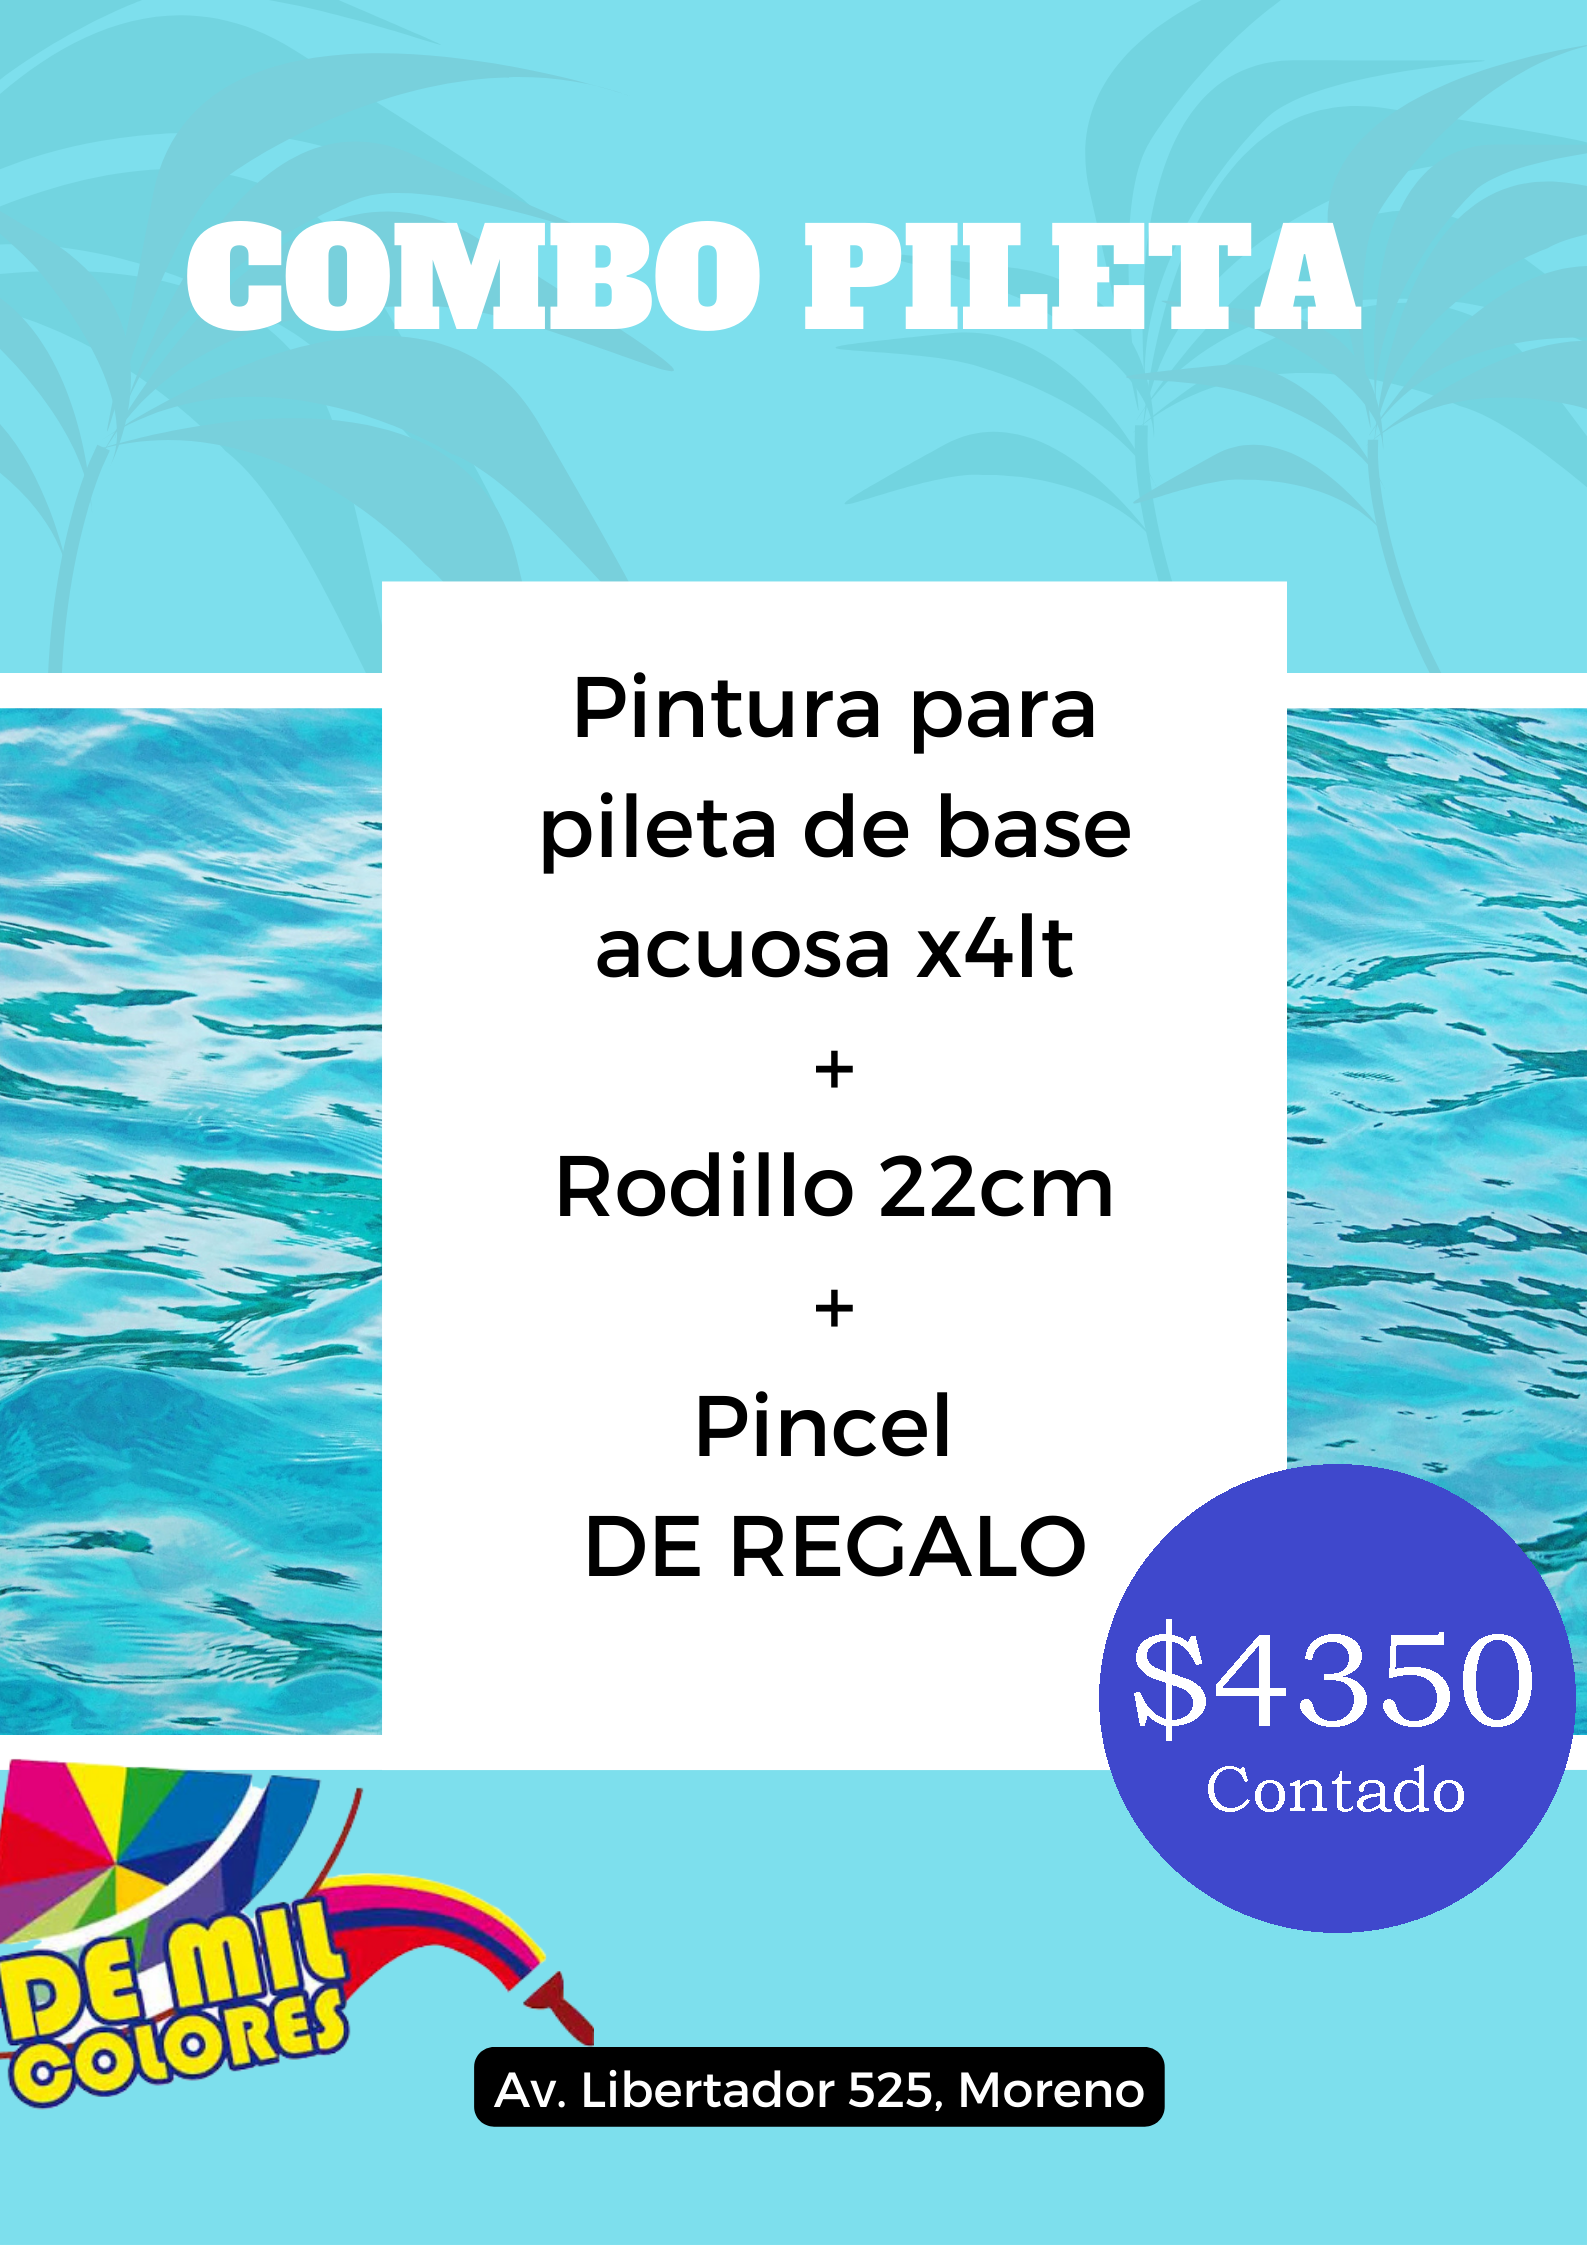 COMBO PILETA
Pintura para
pileta de base
acuosa x4lt
+
Rodillo 22cm
+
Pincel
DE REGALO
$4350
Contado
DE MIL
COLORES
Av. Libertador 525, Moreno